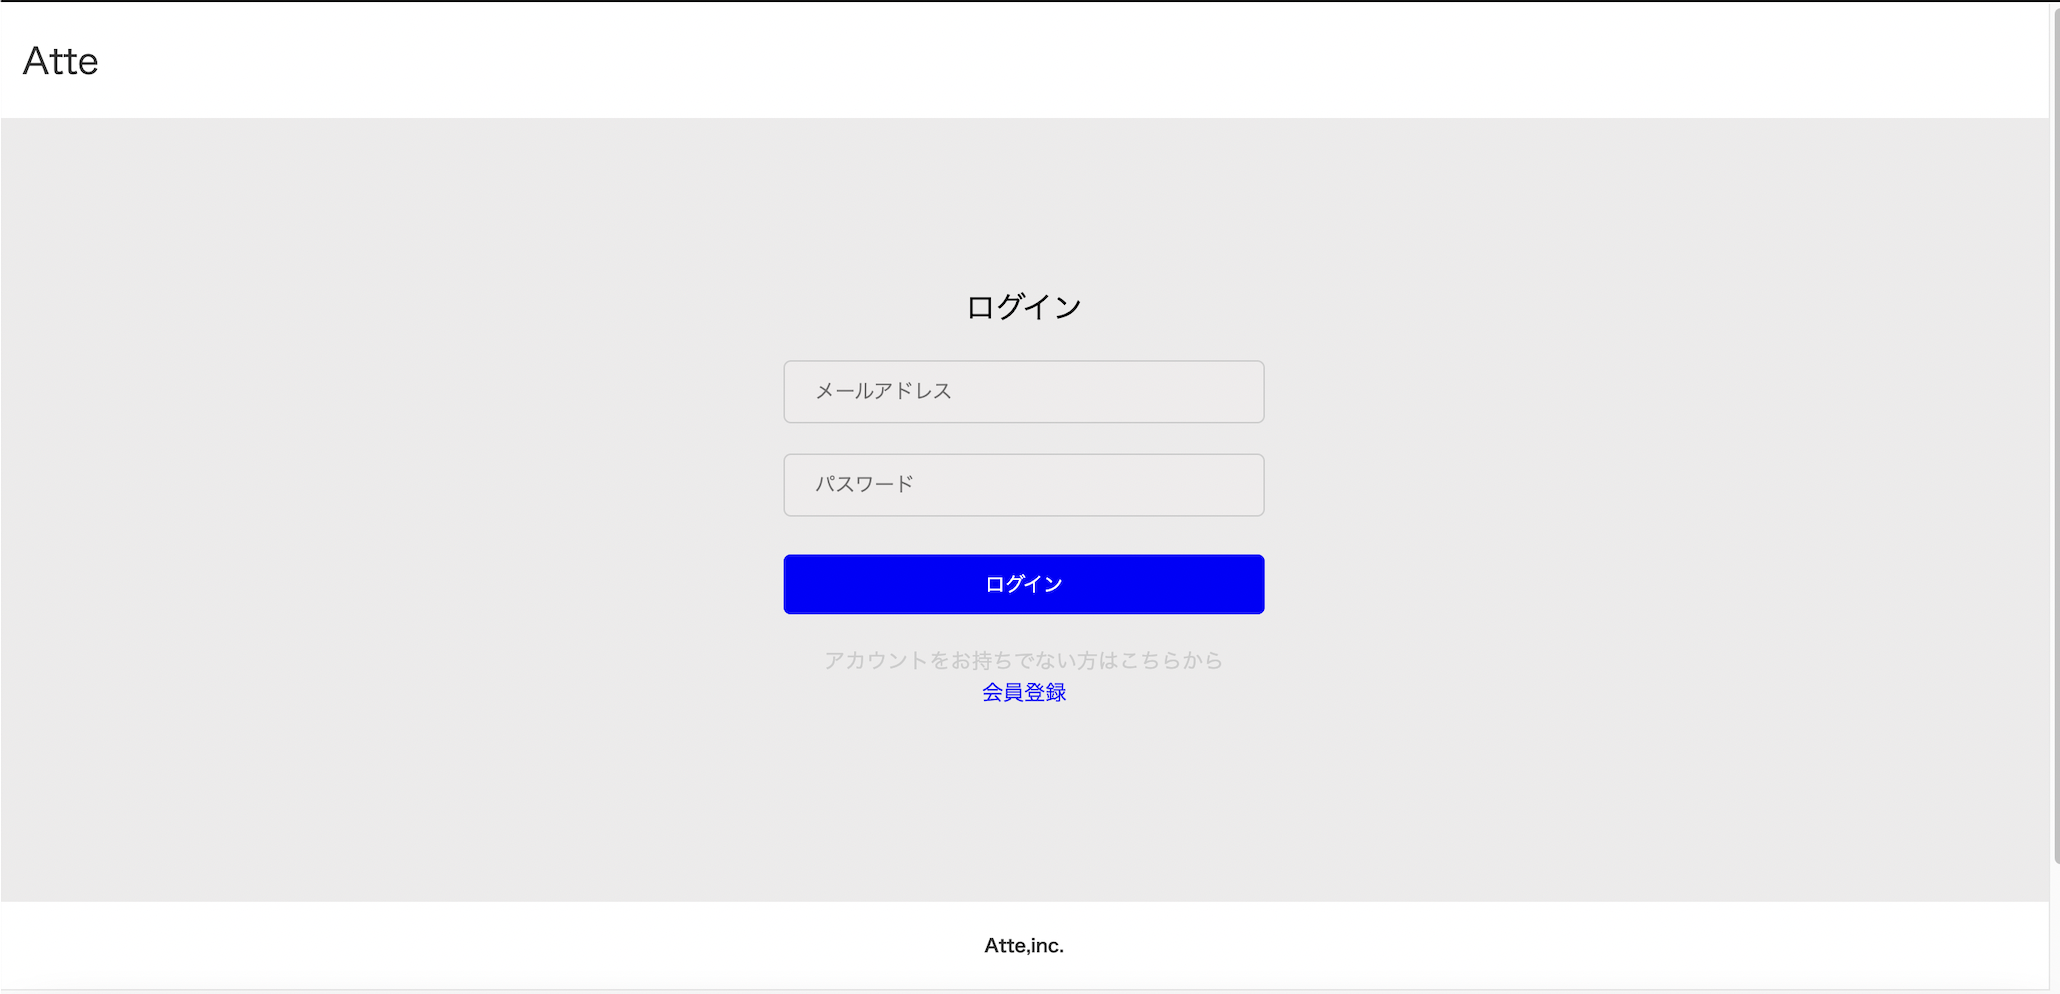 Atte
ログイン
メールアドレス
パスワード
ログイン
アカウントをお持ちでない方はこちらから
会員登録
Atte,inc.